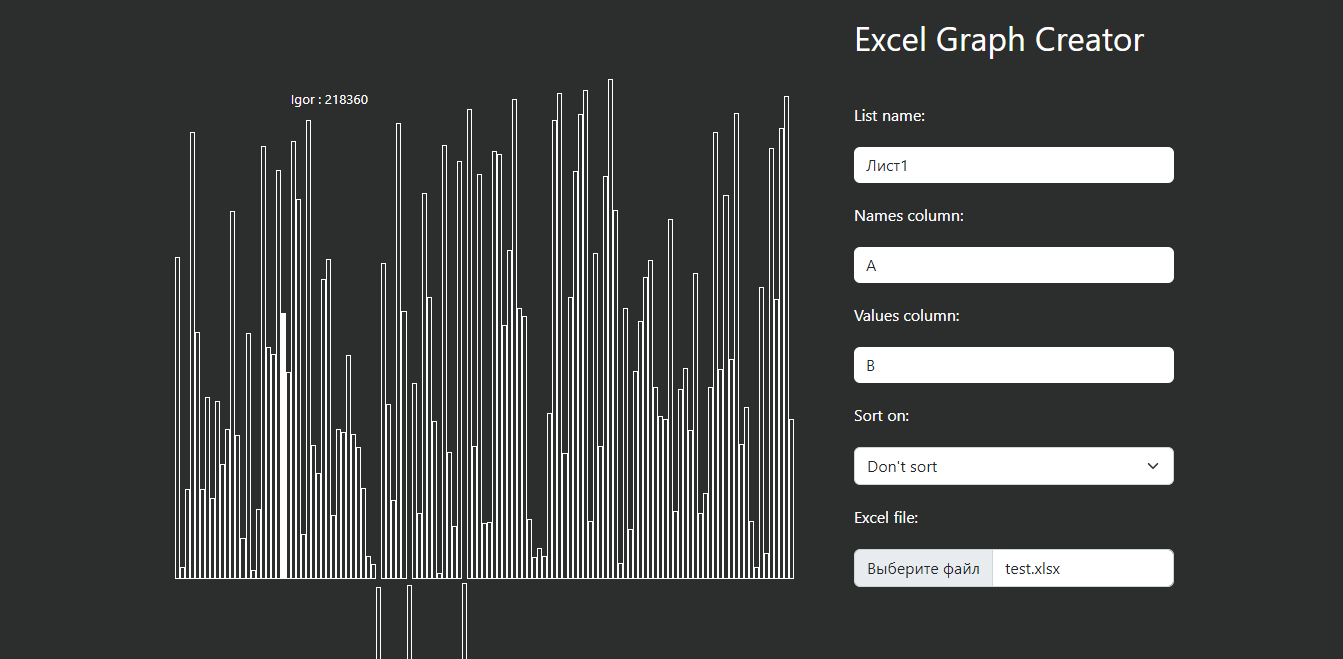 Excel Graph Creator
Igor : 218360
List name:
Лист1
Names column:
A
Values column:
B
Sort on:
Don't sort
Excel file:
Выберите файл test.xlsx